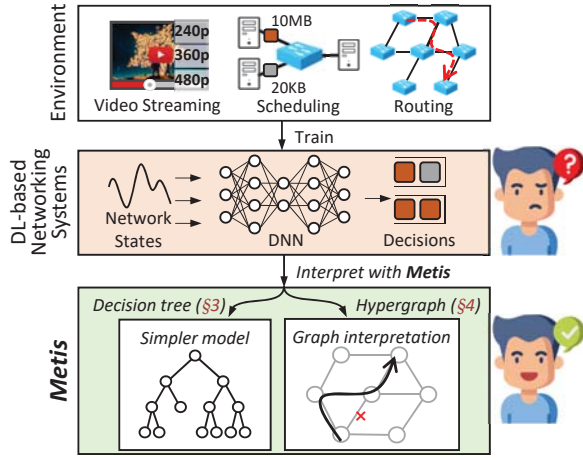 Environment
240p
360p
480p
Video Streaming
10MB
20KB
Scheduling
Routing
Train
DL-based
Networking
Systems
Network
States
DNN
Decisions
?
Interpret with Metis
Metis
Decision tree (§3)
Hypergraph (§4)
Simpler model
Graph interpretation